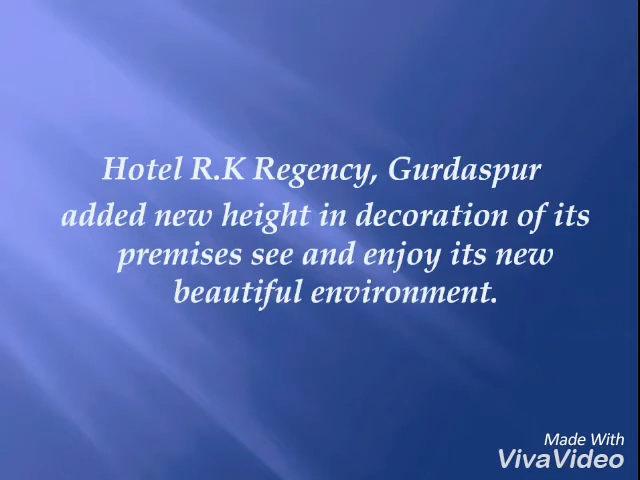 Hotel R.K Regency, Gurdaspur
added new height in decoration of its
premises see and enjoy its new
beautiful environment.
Made With
VivaVideo